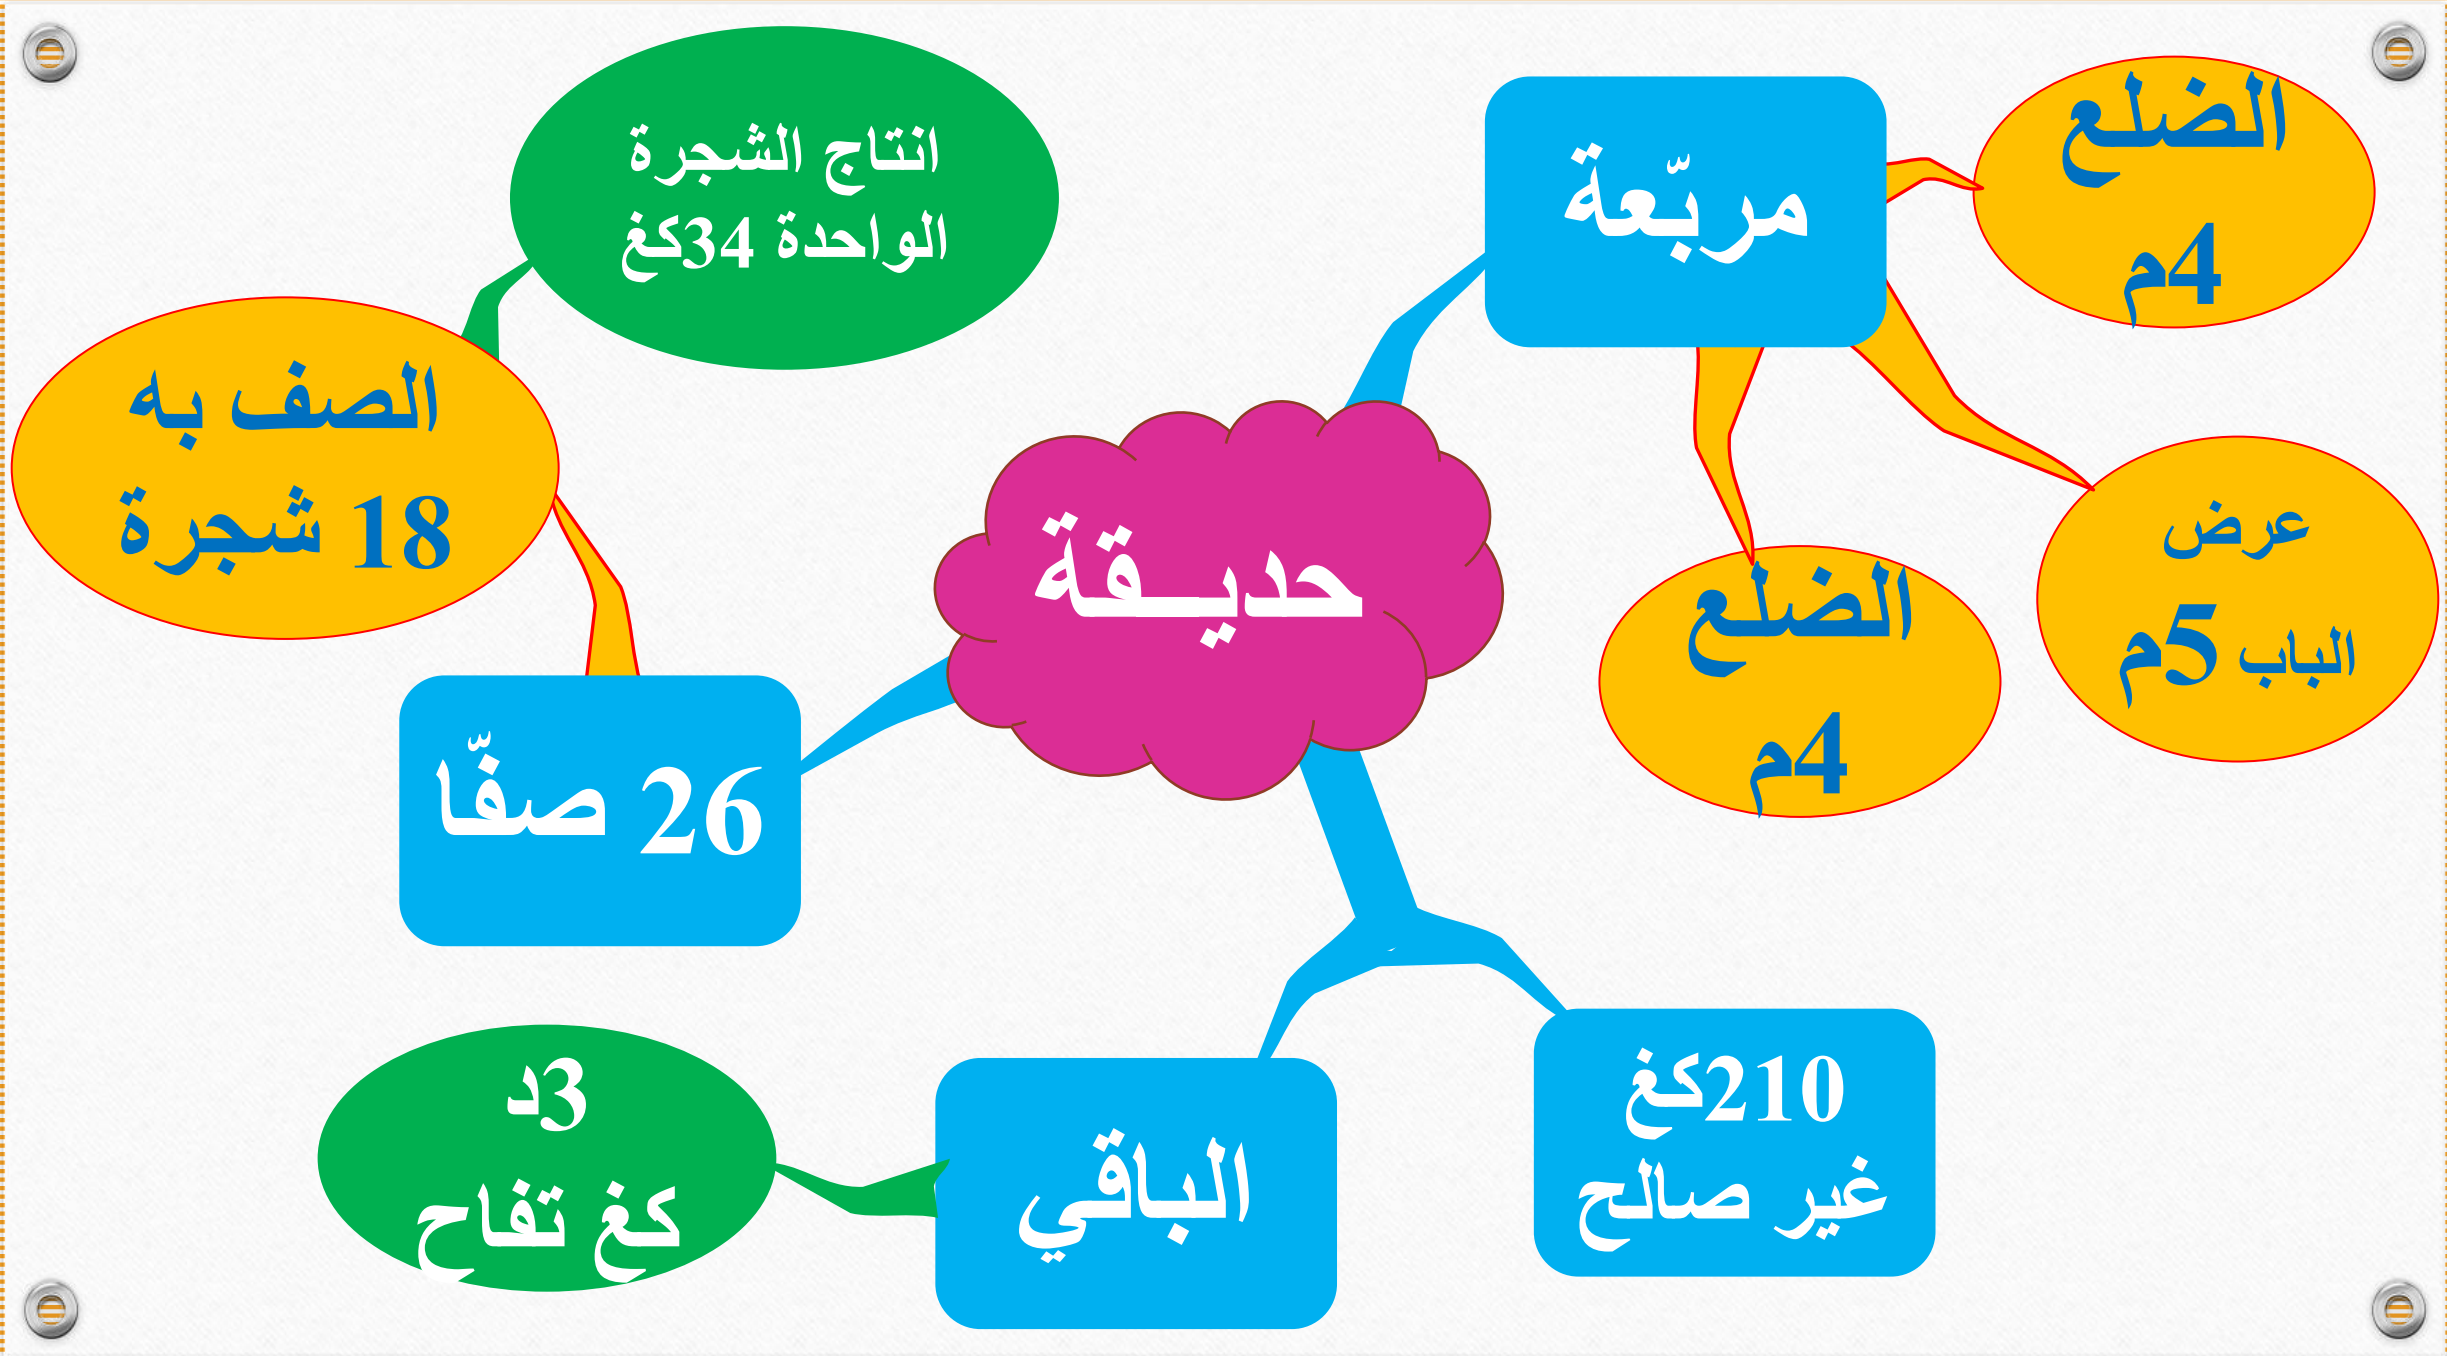 الضلع
4م
مربّعة
انتاج الشجرة
الواحدة 34كغ
الصف به
18 شجرة
عرض
الباب 5م
الضلع
4م
حديـــقة
26 صفّا
210كغ
غير صالح
الباقي
3د
كغ تفاح